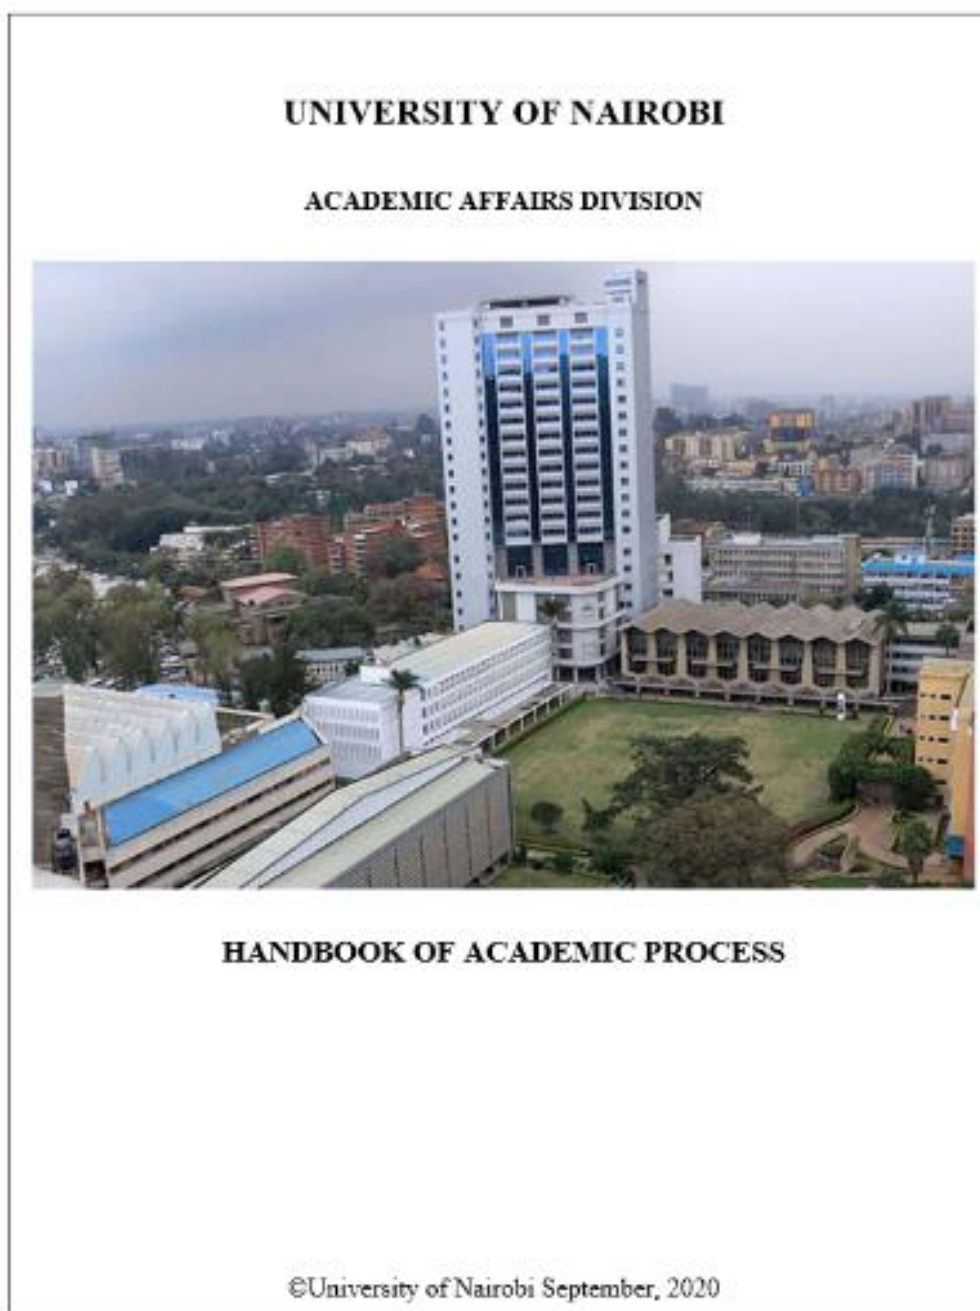 UNIVERSITY OF NAIROBI
ACADEMIC AFFAIRS DIVISION
HANDBOOK OF ACADEMIC PROCESS
©University of Nairobi September, 2020